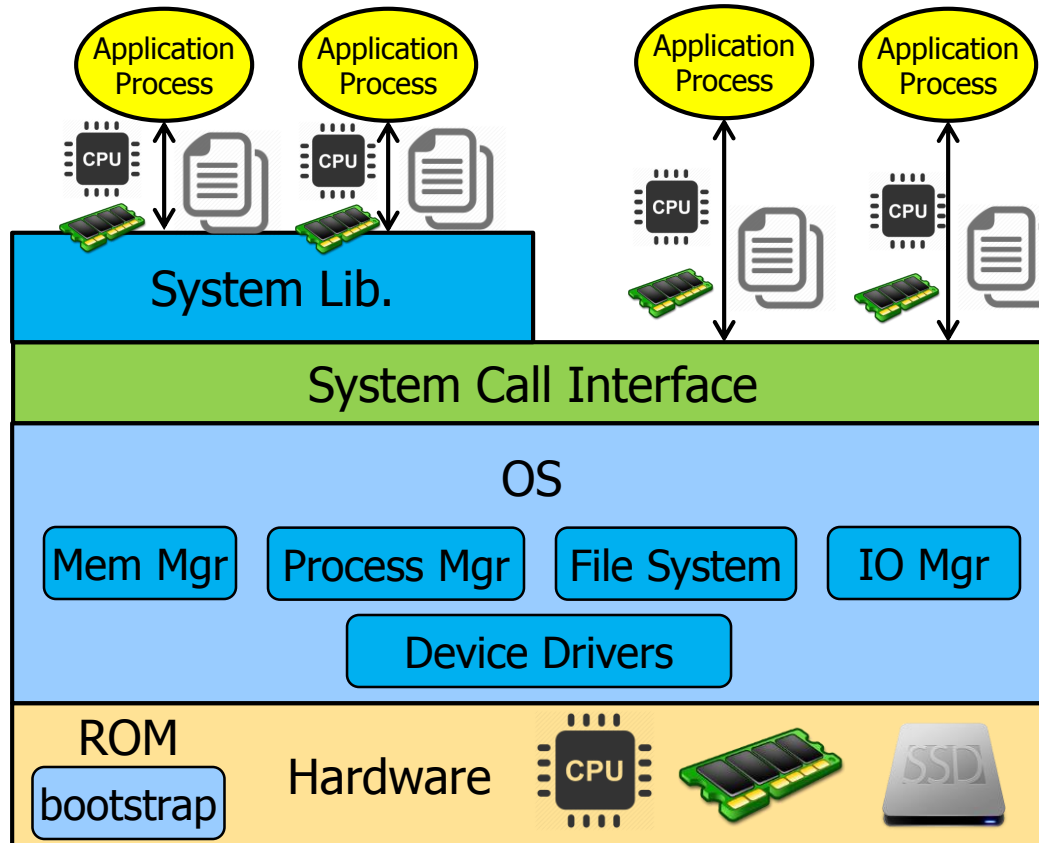 Application
Process
Application
Process
Application
Process
Application
Process
CPU
CPU
CPU
CPU
System Lib.
System Call Interface
OS
Mem Mgr
Process Mgr
File System
IO Mgr
Device Drivers
ROM
bootstrap
Hardware
CPU
SSD